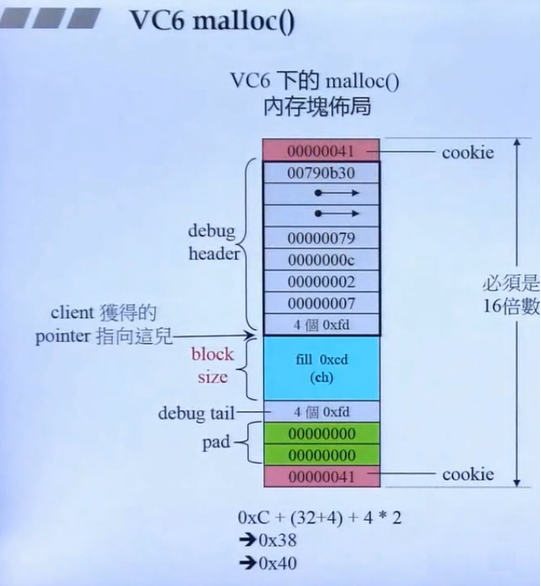 VC6 malloc()
VC6 下的 malloc()
內存塊佈局
00000041
cookie
00790b30
debug
header
00000079
0000000c
00000002
00000007
4 個 0xfd
client 獲得的
pointer 指向這兒
必須是
16倍數
block
size
fill 0xcd
(ch)
debug tail
4 個 0xfd
pad
00000000
00000000
00000041
cookie
0xC + (32+4) + 4 * 2
➔0x38
➔0x40